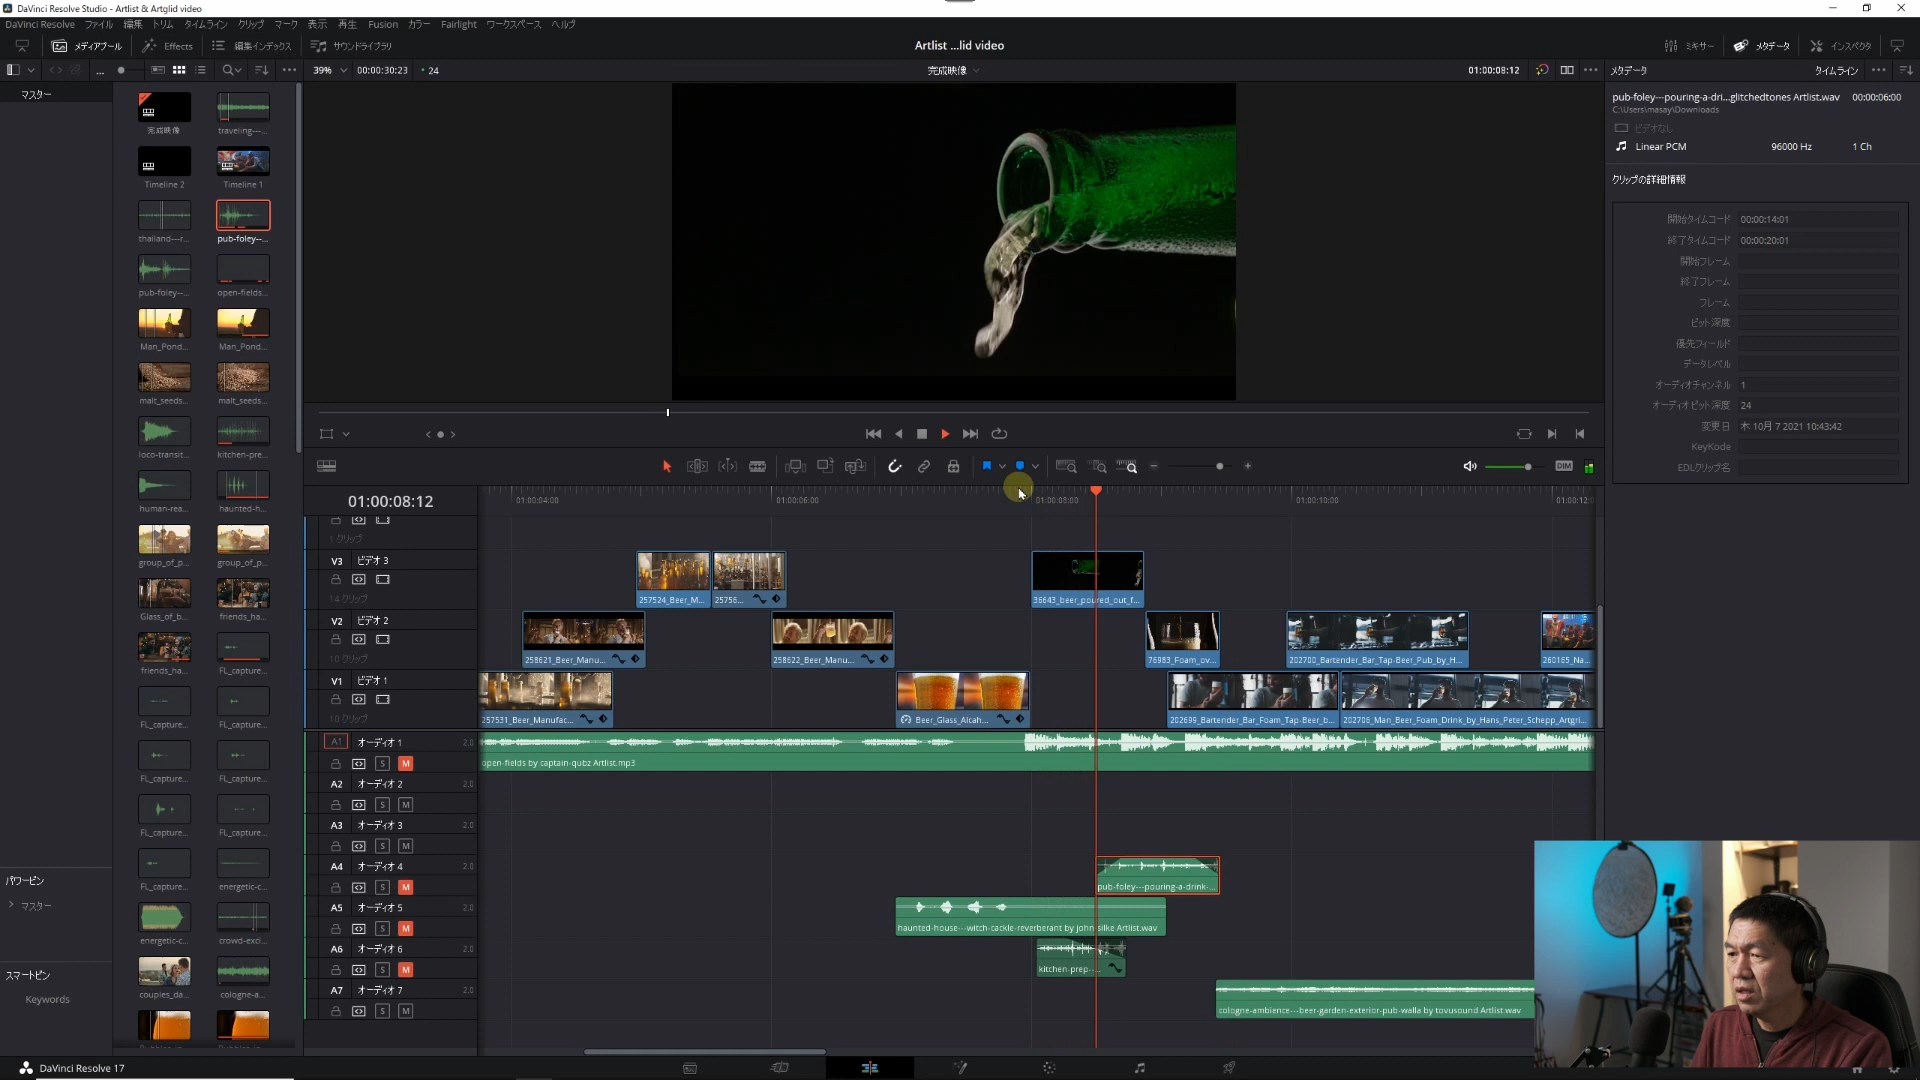 DaVinci Resolve Studio - Artlist & Artglid video
DaVinci Resolve ファイル 編集 トリム タイムライン クリップ マーク 表示 再生 Fusion カラー Fairlight ワークスペース ヘルプ
メディアプール Effects 編集インデックス サウンドライブラリ
Artlist ...lid video
ミキサー メタデータ インスペクタ
39% 00:00:30:23 24
完成映像
01:00:08:12
メタデータ タイムライン
マスター
完成映像
traveling---...
Timeline 2
Timeline 1
thailand---r...
pub-foley--...
pub-foley--...
open-fields...
Man_Pond...
Man_Pond...
malt_seeds...
malt_seeds...
loco-transit...
kitchen-pre...
human-rea...
haunted-h...
group_of_p...
group_of_p...
Glass_of_b...
friends_ha...
friends_ha...
FL_capture...
FL_capture...
FL_capture...
FL_capture...
FL_capture...
FL_capture...
FL_capture...
FL_capture...
energetic-c...
energetic-c...
crowd-exci...
couples_da...
cologne-a...
パワービン
マスター
スマートビン
Keywords
pub-foley---pouring-a-dri...glitchedtones Artlist.wav 00:00:06:00
C:\Users\masay\Downloads
ビデオなし
Linear PCM 96000 Hz 1 Ch
クリップの詳細情報
開始タイムコード 00:00:14:01
終了タイムコード 00:00:20:01
開始フレーム
終了フレーム
フレーム
ビット深度
優先フィールド
データレベル
オーディオチャンネル 1
オーディオビット深度 24
変更日 木 10月 7 2021 10:43:42
KeyKode
EDLクリップ名
DIM
01:00:08:12
01:00:04:00 01:00:06:00 01:00:08:00 01:00:10:00 01:00:12:
1 クリップ
V3 ビデオ 3
14 クリップ
257524_Beer_M...
25756...
36643_beer_poured_out_f...
V2 ビデオ 2
10 クリップ
258621_Beer_Manu...
258622_Beer_Manu...
76983_Foam_ov...
202700_Bartender_Bar_Tap-Beer_Pub_by_H...
260165_Na...
V1 ビデオ 1
10 クリップ
257531_Beer_Manufac...
Beer_Glass_Alcah...
202699_Bartender_Bar_Foam_Tap-Beer_b...
202706_Man_Beer_Foam_Drink_by_Hans_Peter_Schepp_Artgri...
A1 オーディオ 1 2.0
S M
open-fields by captain-qubz Artlist.mp3
A2 オーディオ 2 2.0
S M
A3 オーディオ 3 2.0
S M
A4 オーディオ 4 2.0
S M
pub-foley---pouring-a-drink-...
A5 オーディオ 5 2.0
S M
haunted-house---witch-cackle-reverberant by john silke Artlist.wav
A6 オーディオ 6 2.0
S M
kitchen-prep-...
A7 オーディオ 7 2.0
S M
cologne-ambience---beer-garden-exterior-pub-walla by tovusound Artlist.wav
DaVinci Resolve 17